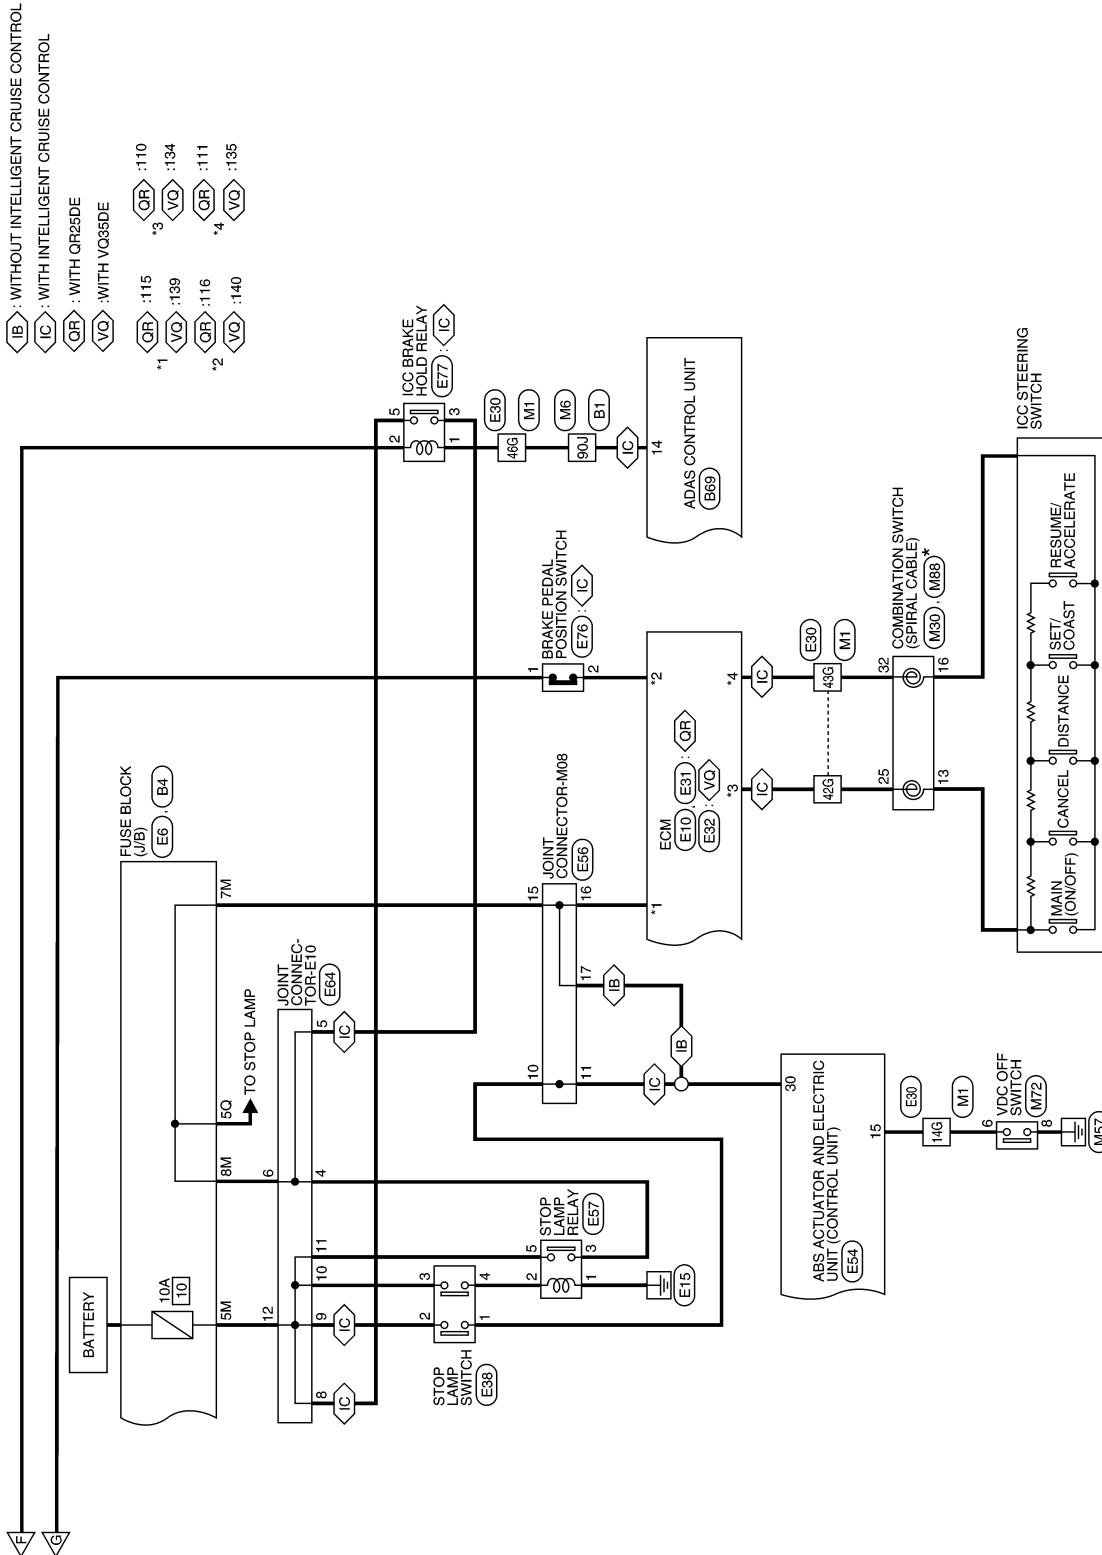 IB : WITHOUT INTELLIGENT CRUISE CONTROL
IC : WITH INTELLIGENT CRUISE CONTROL
QR : WITH QR25DE
VQ :WITH VQ35DE
*1 QR :115
VQ :139
*2 QR :116
VQ :140
*3 QR :110
VQ :134
*4 QR :111
VQ :135
F
G
BATTERY
10A
10
FUSE BLOCK
(J/B)
E6 , B4
5M
8M
5Q
TO STOP LAMP
7M
JOINT
CONNEC-
TOR-E10
E64
12
6
8
9
10
11
4
5
IC
IC
IC
STOP
LAMP
SWITCH
E38
2
3
1
4
STOP
LAMP
RELAY
E57
2
5
1
3
E15
ICC BRAKE
HOLD RELAY
E77 : IC
2
5
1
3
46G
E30
M1
90J
M6
B1
IC
14
ADAS CONTROL UNIT
B69
BRAKE PEDAL
POSITION SWITCH
E76 : IC
1
2
JOINT
CONNECTOR-M08
E56
10
15
11
17
16
IC
IB
IB
*1
*2
ECM
E10 , E31 : QR
E32 : VQ
*3
*4
IC
IC
42G
43G
E30
M1
COMBINATION SWITCH
(SPIRAL CABLE)
M30 , M88 *
25
32
13
16
ICC STEERING
SWITCH
MAIN
(ON/OFF)
CANCEL
DISTANCE
SET/
COAST
RESUME/
ACCELERATE
30
ABS ACTUATOR AND ELECTRIC
UNIT (CONTROL UNIT)
E54
15
14G
E30
M1
VDC OFF
SWITCH
M72
6
8
M57